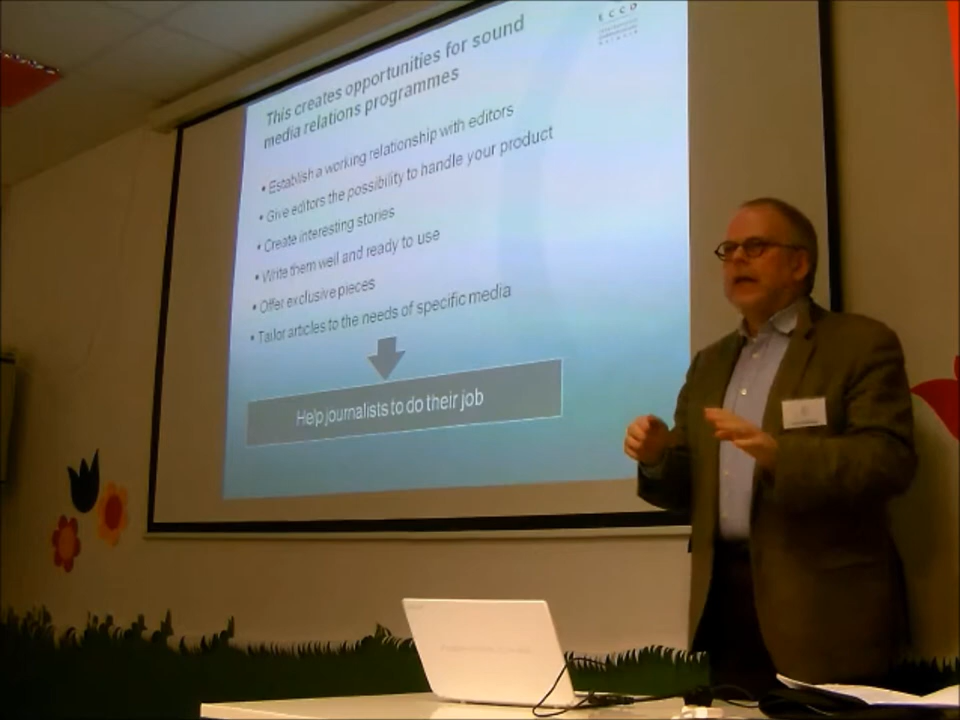 ECCO
This creates opportunities for sound
media relations programmes
• Establish a working relationship with editors
• Give editors the possibility to handle your product
• Create interesting stories
• Write them well and ready to use
• Offer exclusive pieces
• Tailor articles to the needs of specific media
Help journalists to do their job